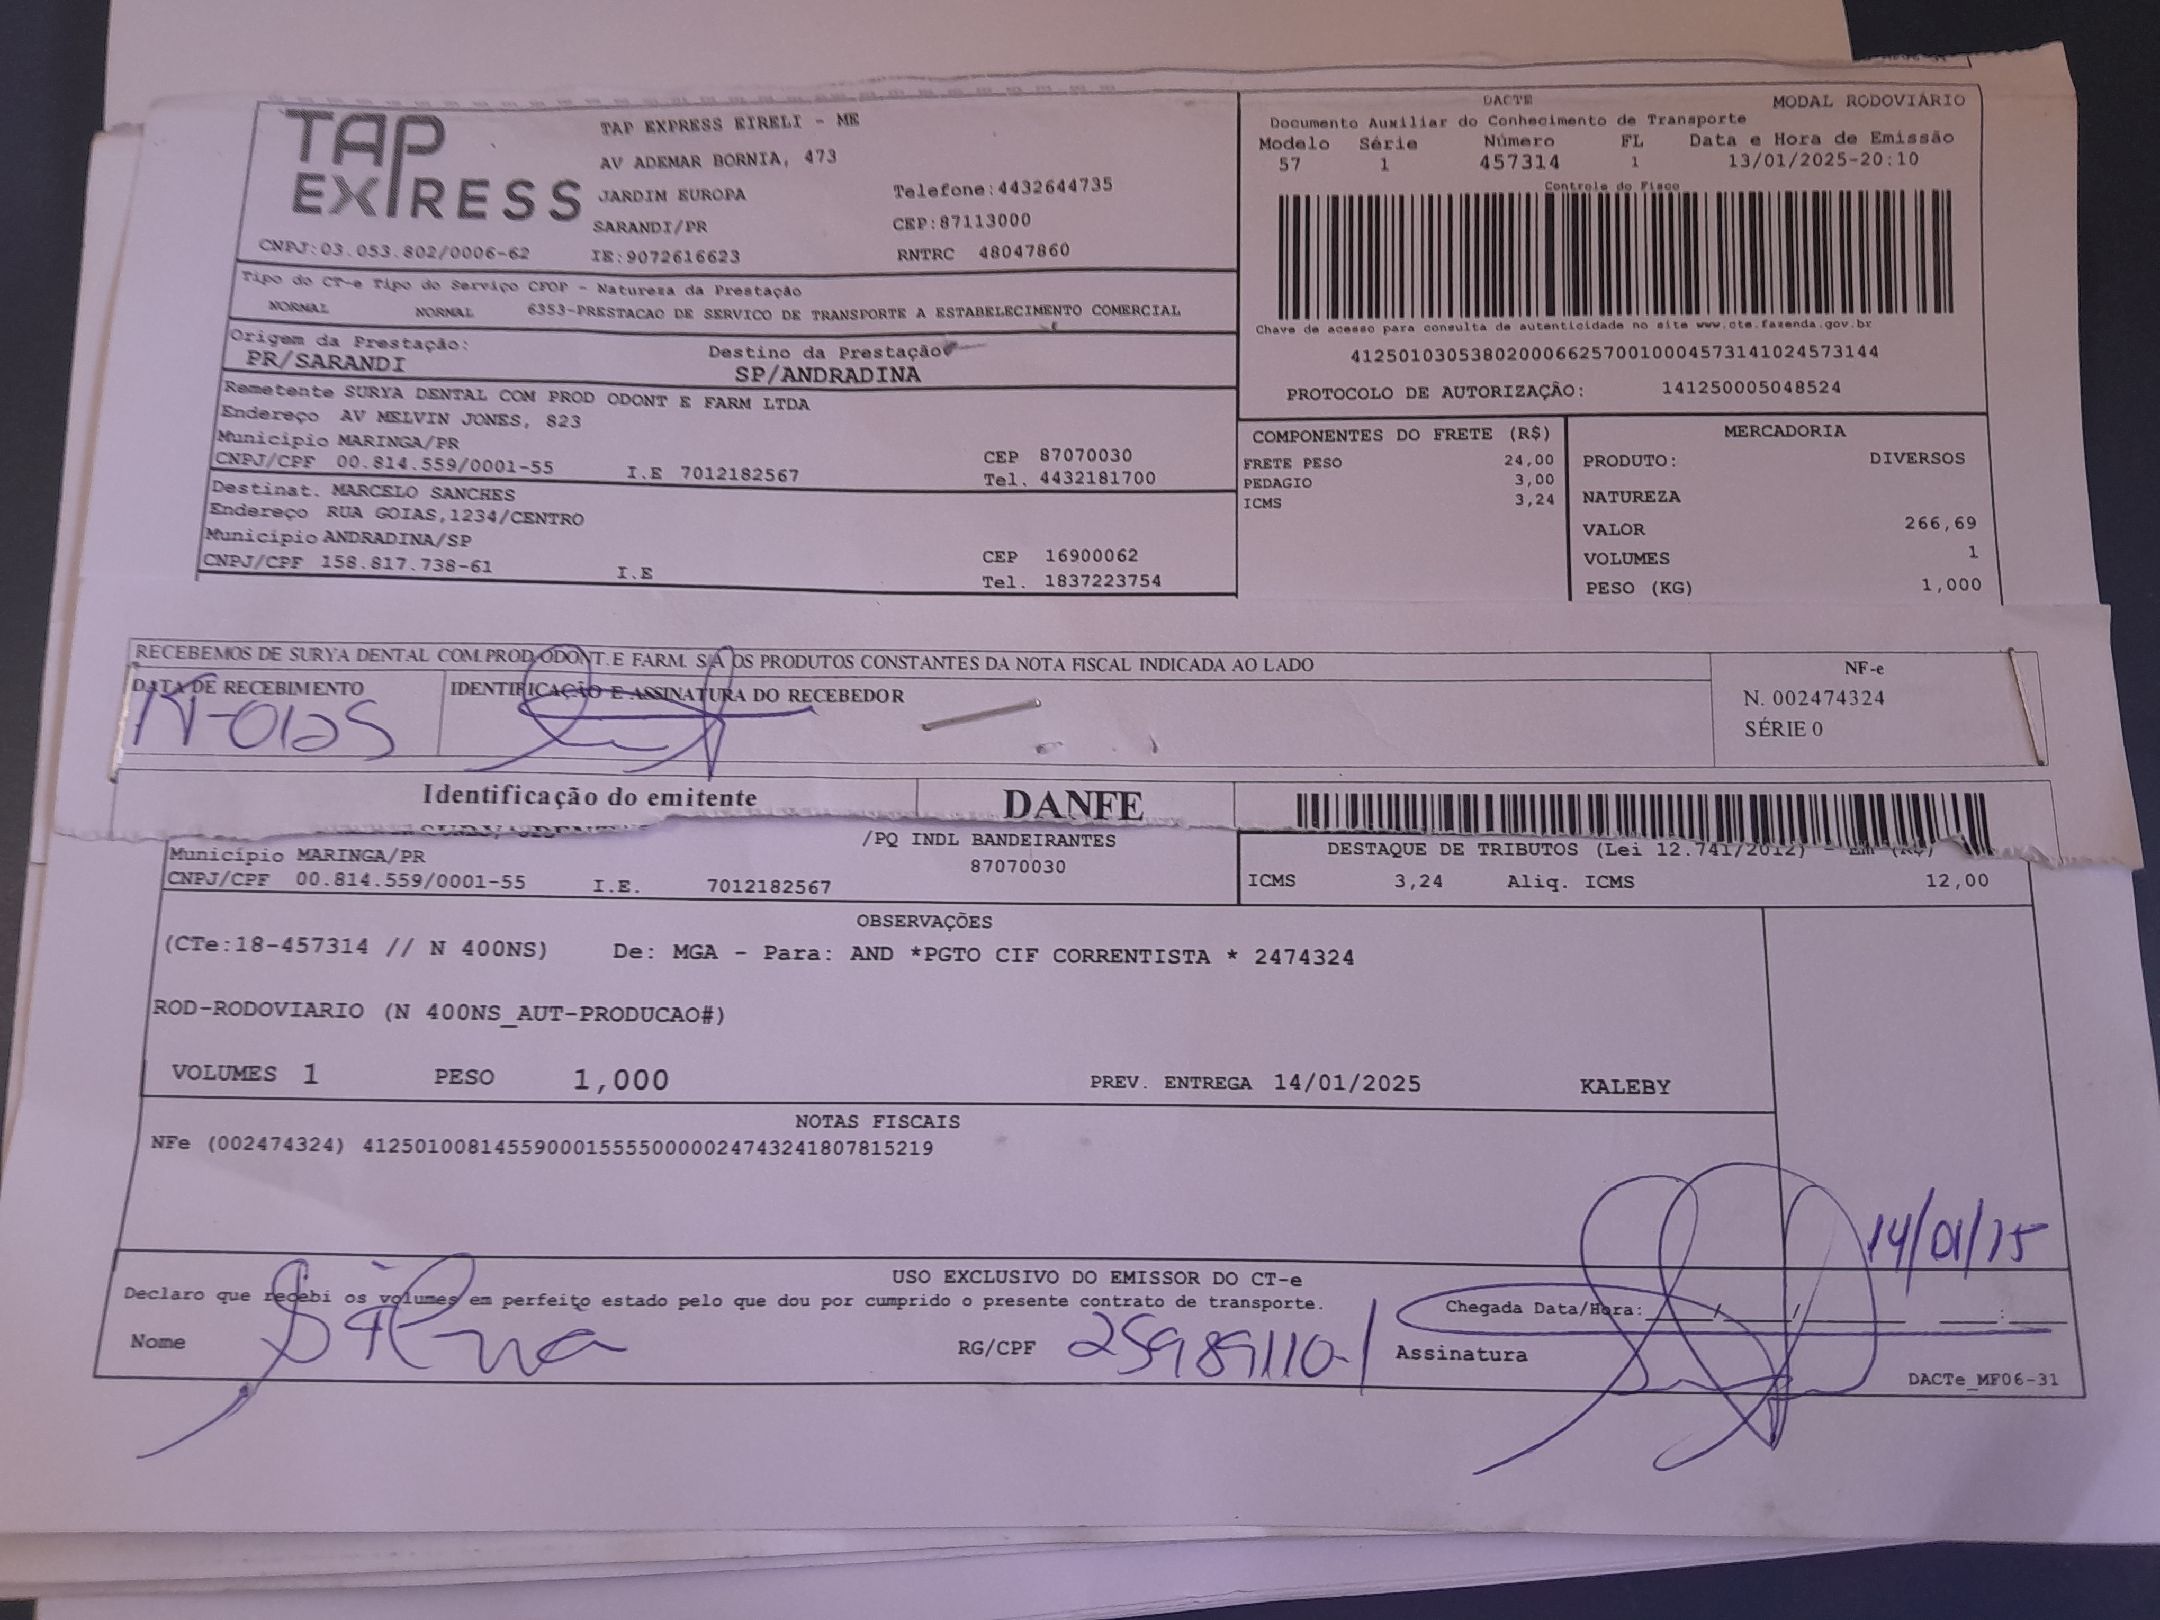 TAP EXPRESS
TAP EXPRESS EIRELI - ME
AV ADEMAR BORNIA, 473
JARDIM EUROPA Telefone:4432644735
SARANDI/PR CEP:87113000
CNPJ:03.053.802/0006-62 IE:9072616623 RNTRC 48047860
DACTE MODAL RODOVIÁRIO
Documento Auxiliar do Conhecimento de Transporte
Modelo Série Número FL Data e Hora de Emissão
57 1 457314 1 13/01/2025-20:10
Controle do Fisco
Chave de acesso para consulta de autenticidade no site www.cte.fazenda.gov.br
41250103053802000662570010004573141024573144
PROTOCOLO DE AUTORIZAÇÃO: 141250005048524
Tipo do CT-e Tipo do Serviço CFOP - Natureza da Prestação
NORMAL NORMAL 6353-PRESTACAO DE SERVICO DE TRANSPORTE A ESTABELECIMENTO COMERCIAL
Origem da Prestação: Destino da Prestação
PR/SARANDI SP/ANDRADINA
Remetente SURYA DENTAL COM PROD ODONT E FARM LTDA
Endereço AV MELVIN JONES, 823
Município MARINGA/PR CEP 87070030
CNPJ/CPF 00.814.559/0001-55 I.E 7012182567 Tel. 4432181700
Destinat. MARCELO SANCHES
Endereço RUA GOIAS,1234/CENTRO
Município ANDRADINA/SP CEP 16900062
CNPJ/CPF 158.817.738-61 I.E Tel. 1837223754
COMPONENTES DO FRETE (R$)
FRETE PESO 24,00
PEDAGIO 3,00
ICMS 3,24
MERCADORIA
PRODUTO: DIVERSOS
NATUREZA
VALOR 266,69
VOLUMES 1
PESO (KG) 1,000
RECEBEMOS DE SURYA DENTAL COM.PROD.ODONT.E FARM. S/A OS PRODUTOS CONSTANTES DA NOTA FISCAL INDICADA AO LADO
DATA DE RECEBIMENTO IDENTIFICAÇÃO E ASSINATURA DO RECEBEDOR
NF-e
N. 002474324
SÉRIE 0
Identificação do emitente DANFE
/PQ INDL BANDEIRANTES
Município MARINGA/PR 87070030
CNPJ/CPF 00.814.559/0001-55 I.E. 7012182567
DESTAQUE DE TRIBUTOS (Lei 12.741/2012) - Em (R$)
ICMS 3,24 Aliq. ICMS 12,00
OBSERVAÇÕES
(CTe:18-457314 // N 400NS) De: MGA - Para: AND *PGTO CIF CORRENTISTA * 2474324
ROD-RODOVIARIO (N 400NS_AUT-PRODUCAO#)
VOLUMES 1 PESO 1,000 PREV. ENTREGA 14/01/2025 KALEBY
NOTAS FISCAIS
NFe (002474324) 41250100814559000155550000024743241807815219
14/01/25
USO EXCLUSIVO DO EMISSOR DO CT-e
Declaro que recebi os volumes em perfeito estado pelo que dou por cumprido o presente contrato de transporte. Chegada Data/Hora:___/___/_____ ___:___
Nome RG/CPF 25989110-1 Assinatura
DACTe_MF06-31